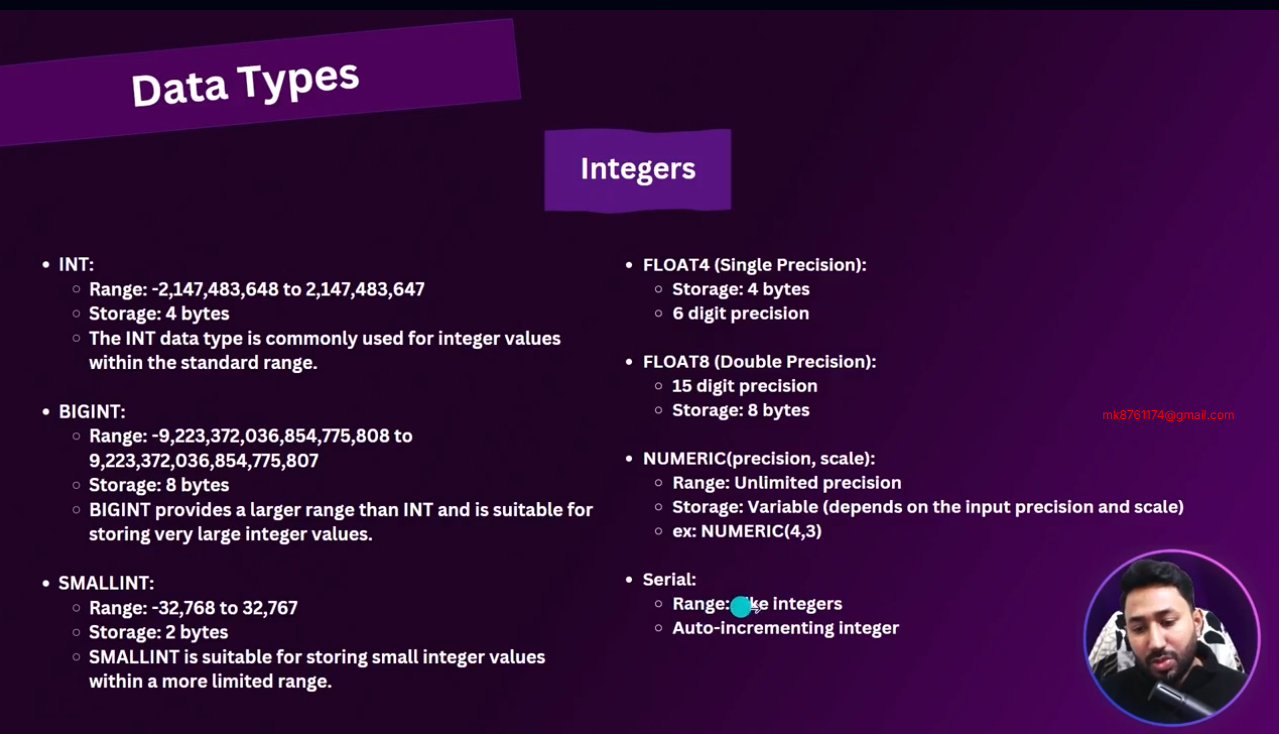 Data Types
Integers
• INT:
○ Range: -2,147,483,648 to 2,147,483,647
○ Storage: 4 bytes
○ The INT data type is commonly used for integer values
within the standard range.
• BIGINT:
○ Range: -9,223,372,036,854,775,808 to
9,223,372,036,854,775,807
○ Storage: 8 bytes
○ BIGINT provides a larger range than INT and is suitable for
storing very large integer values.
• SMALLINT:
○ Range: -32,768 to 32,767
○ Storage: 2 bytes
○ SMALLINT is suitable for storing small integer values
within a more limited range.
• FLOAT4 (Single Precision):
○ Storage: 4 bytes
○ 6 digit precision
• FLOAT8 (Double Precision):
○ 15 digit precision
○ Storage: 8 bytes
• NUMERIC(precision, scale):
○ Range: Unlimited precision
○ Storage: Variable (depends on the input precision and scale)
○ ex: NUMERIC(4,3)
• Serial:
○ Range: integers
○ Auto-incrementing integer
mk8761174@gmail.com